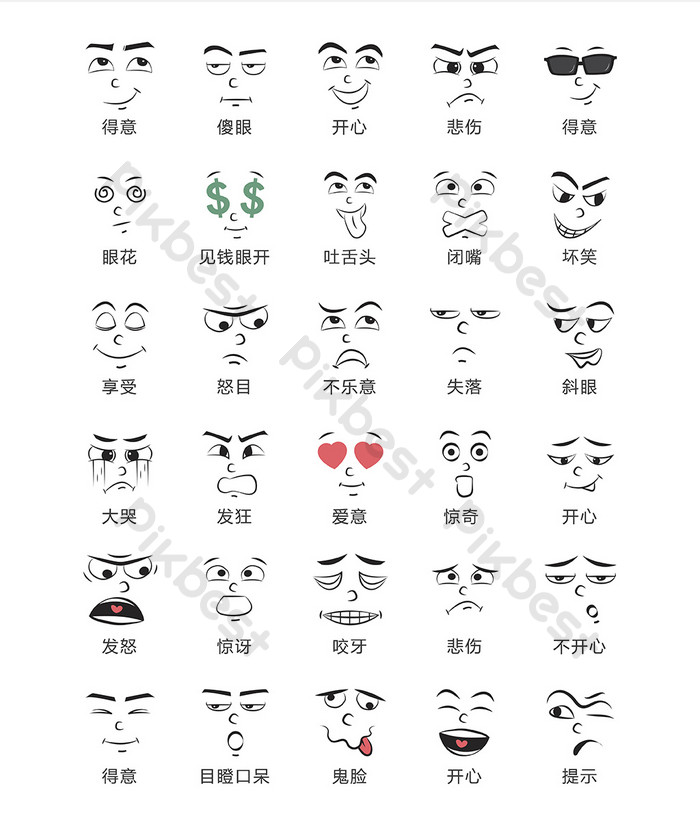 得意 傻眼 开心 悲伤 得意
眼花 见钱眼开 吐舌头 闭嘴 坏笑
享受 怒目 不乐意 失落 斜眼
大哭 发狂 爱意 惊奇 开心
发怒 惊讶 咬牙 悲伤 不开心
得意 目瞪口呆 鬼脸 开心 提示
pikbest
pikbest
pikbest
pikbest
pikbest